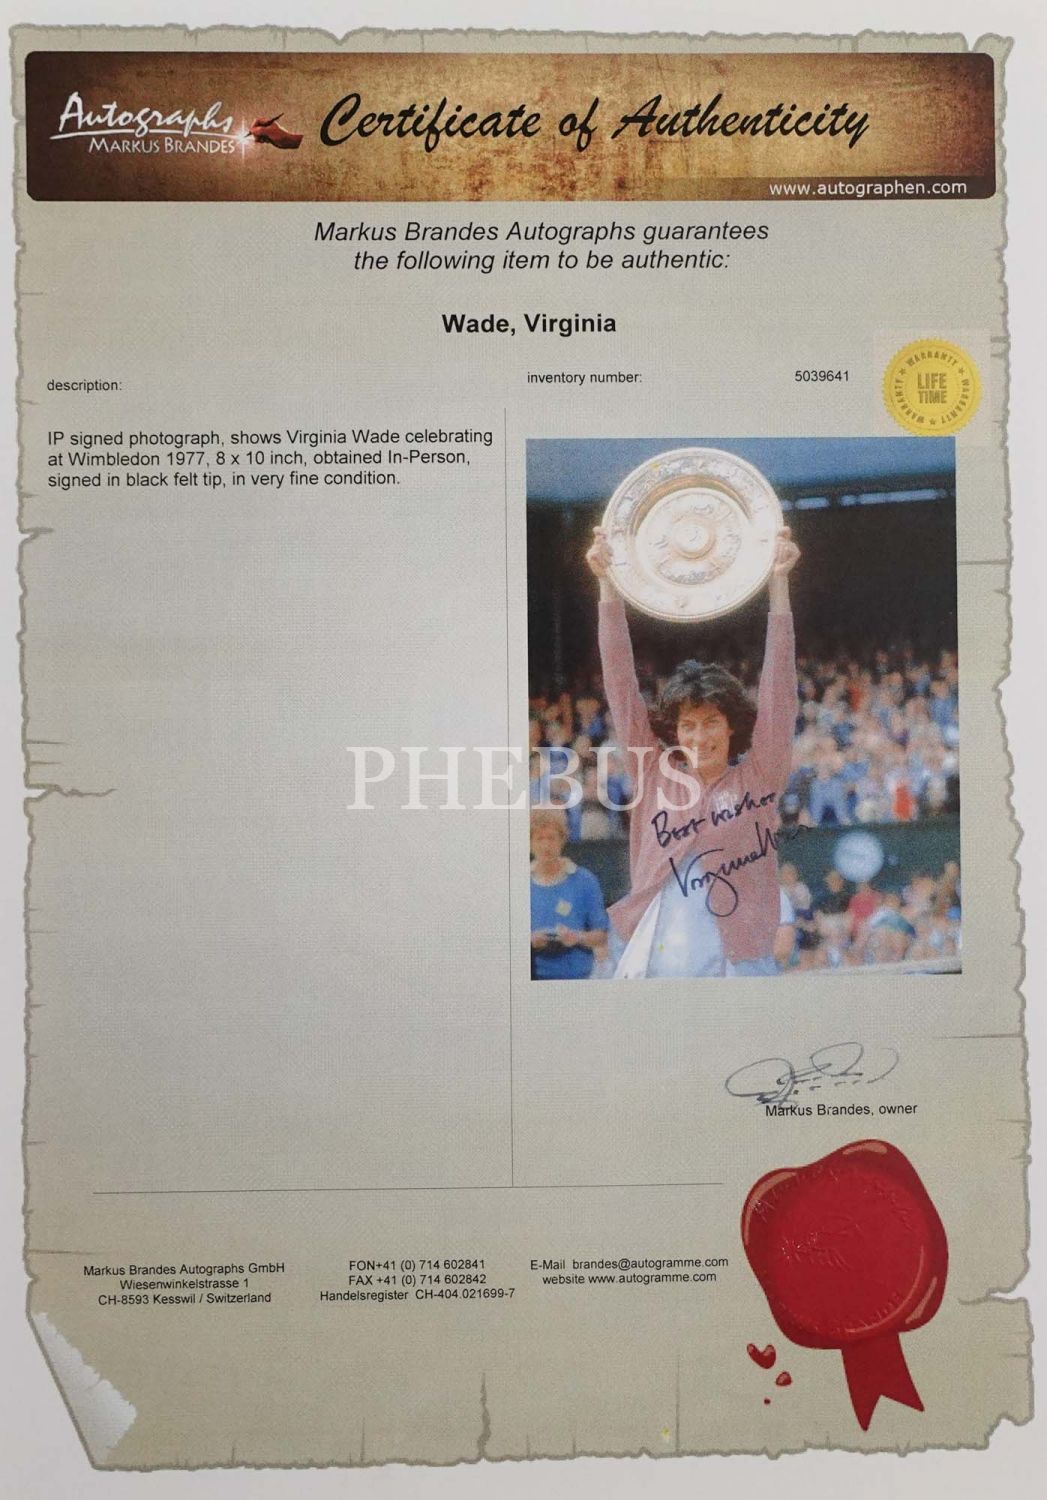 Autographs
MARKUS BRANDES
Certificate of Authenticity
www.autographen.com
Markus Brandes Autographs guarantees
the following item to be authentic:
Wade, Virginia
description:
inventory number:
5039641
WARRANTY
LIFE
TIME
WARRANTY
WARRANTY
IP signed photograph, shows Virginia Wade celebrating
at Wimbledon 1977, 8 x 10 inch, obtained In-Person,
signed in black felt tip, in very fine condition.
PHEBUS
Best wishes
Virginia Wade
Markus Brandes, owner
Markus Brandes Autographs GmbH
Wiesenwinkelstrasse 1
CH-8593 Kesswil / Switzerland
FON+41 (0) 714 602841
FAX +41 (0) 714 602842
Handelsregister CH-404.021699-7
E-Mail brandes@autogramme.com
website www.autogramme.com